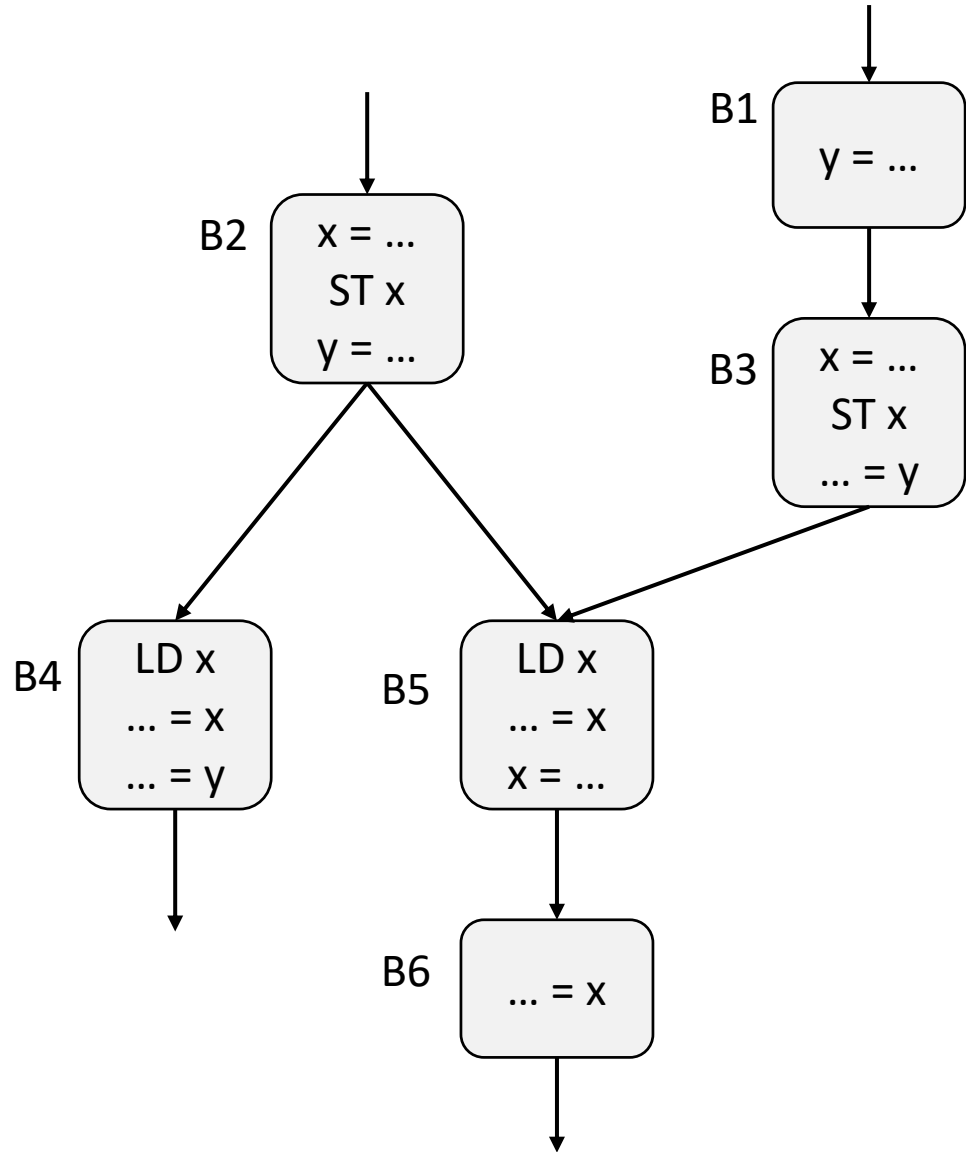 B1
y = ...
B2
x = ...
ST x
y = ...
B3
x = ...
ST x
... = y
B4
LD x
... = x
... = y
B5
LD x
... = x
x = ...
B6
... = x